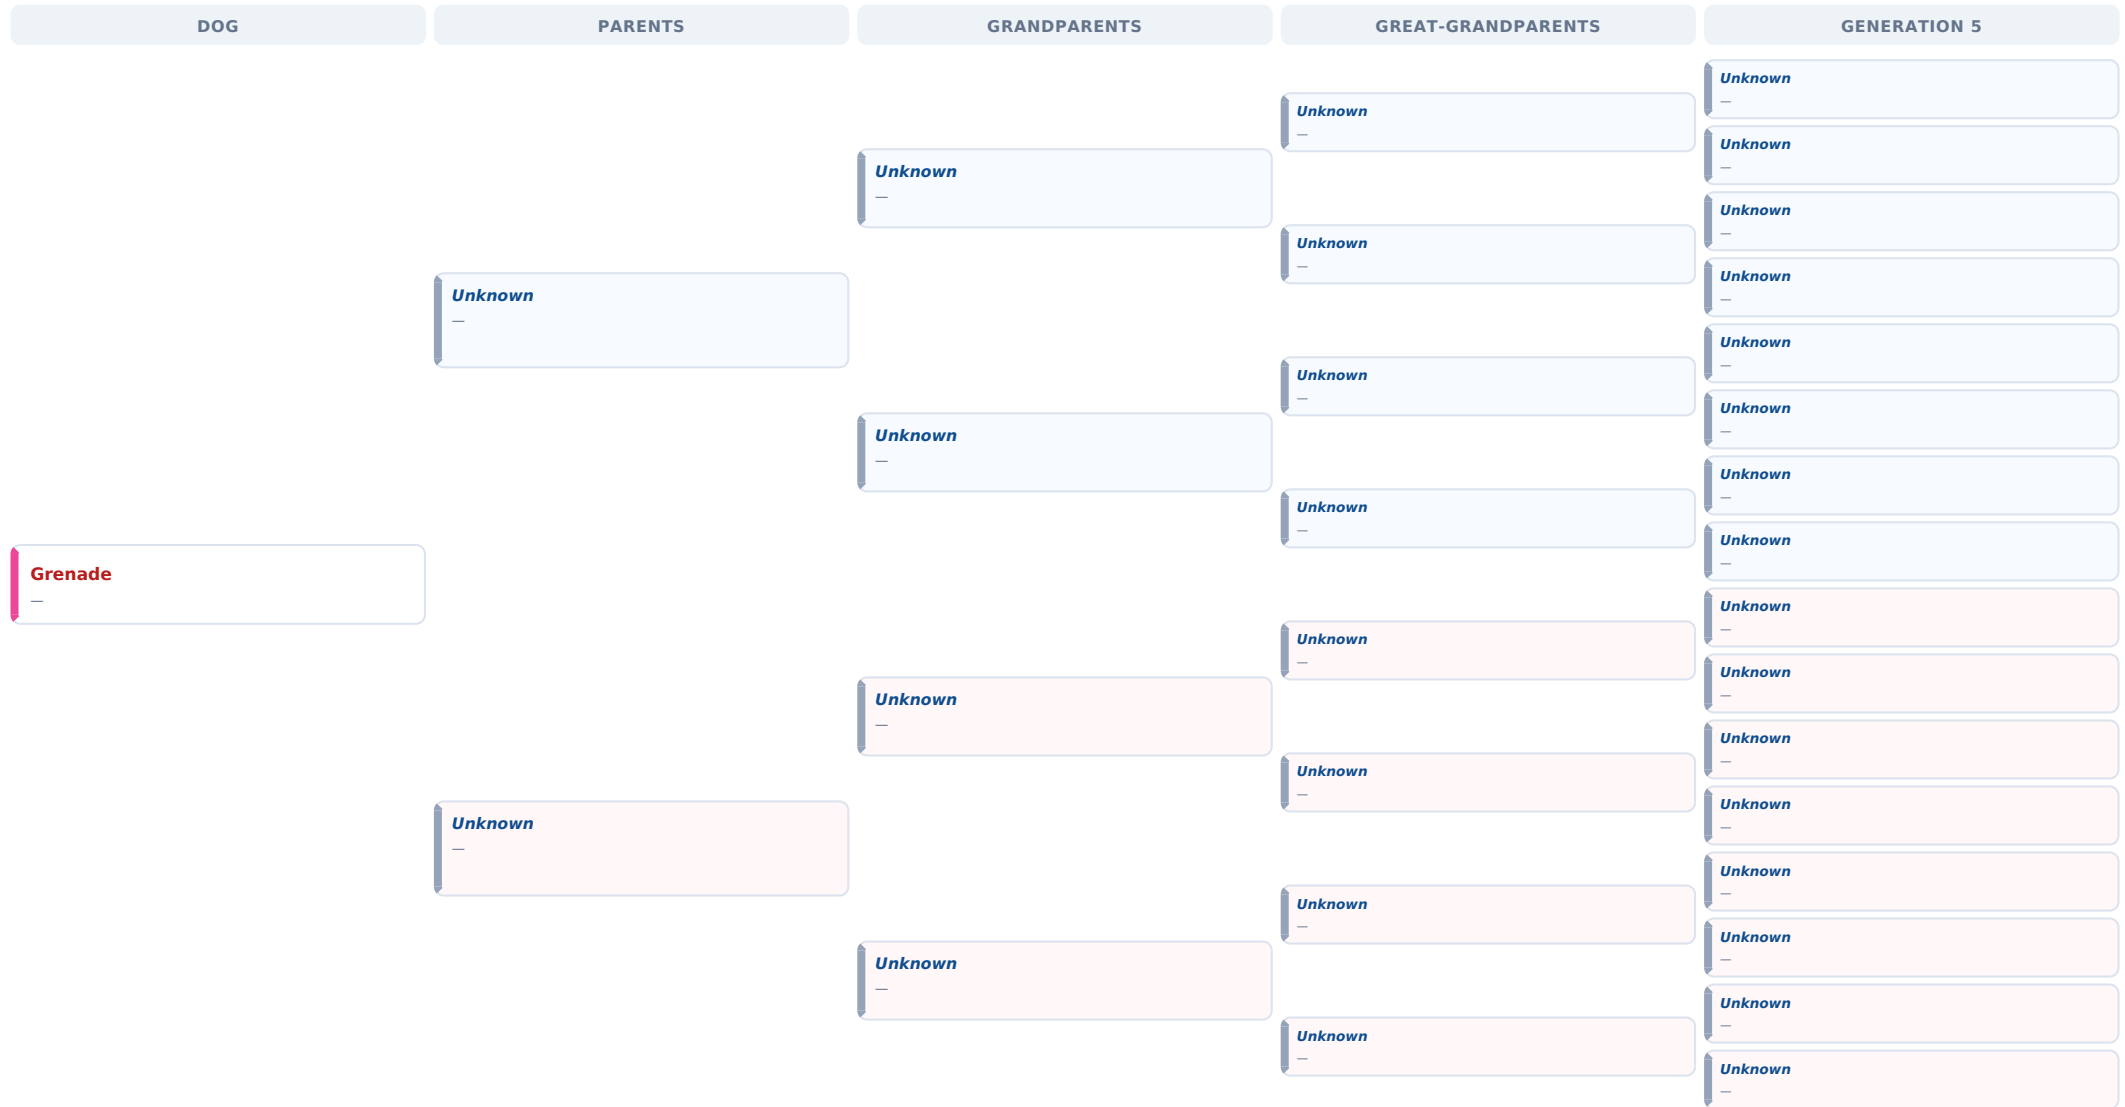 DOG
PARENTS
GRANDPARENTS
GREAT-GRANDPARENTS
GENERATION 5
Grenade
—
Unknown
—
Unknown
—
Unknown
—
Unknown
—
Unknown
—
Unknown
—
Unknown
—
Unknown
—
Unknown
—
Unknown
—
Unknown
—
Unknown
—
Unknown
—
Unknown
—
Unknown
—
Unknown
—
Unknown
—
Unknown
—
Unknown
—
Unknown
—
Unknown
—
Unknown
—
Unknown
—
Unknown
—
Unknown
—
Unknown
—
Unknown
—
Unknown
—
Unknown
—
Unknown
—